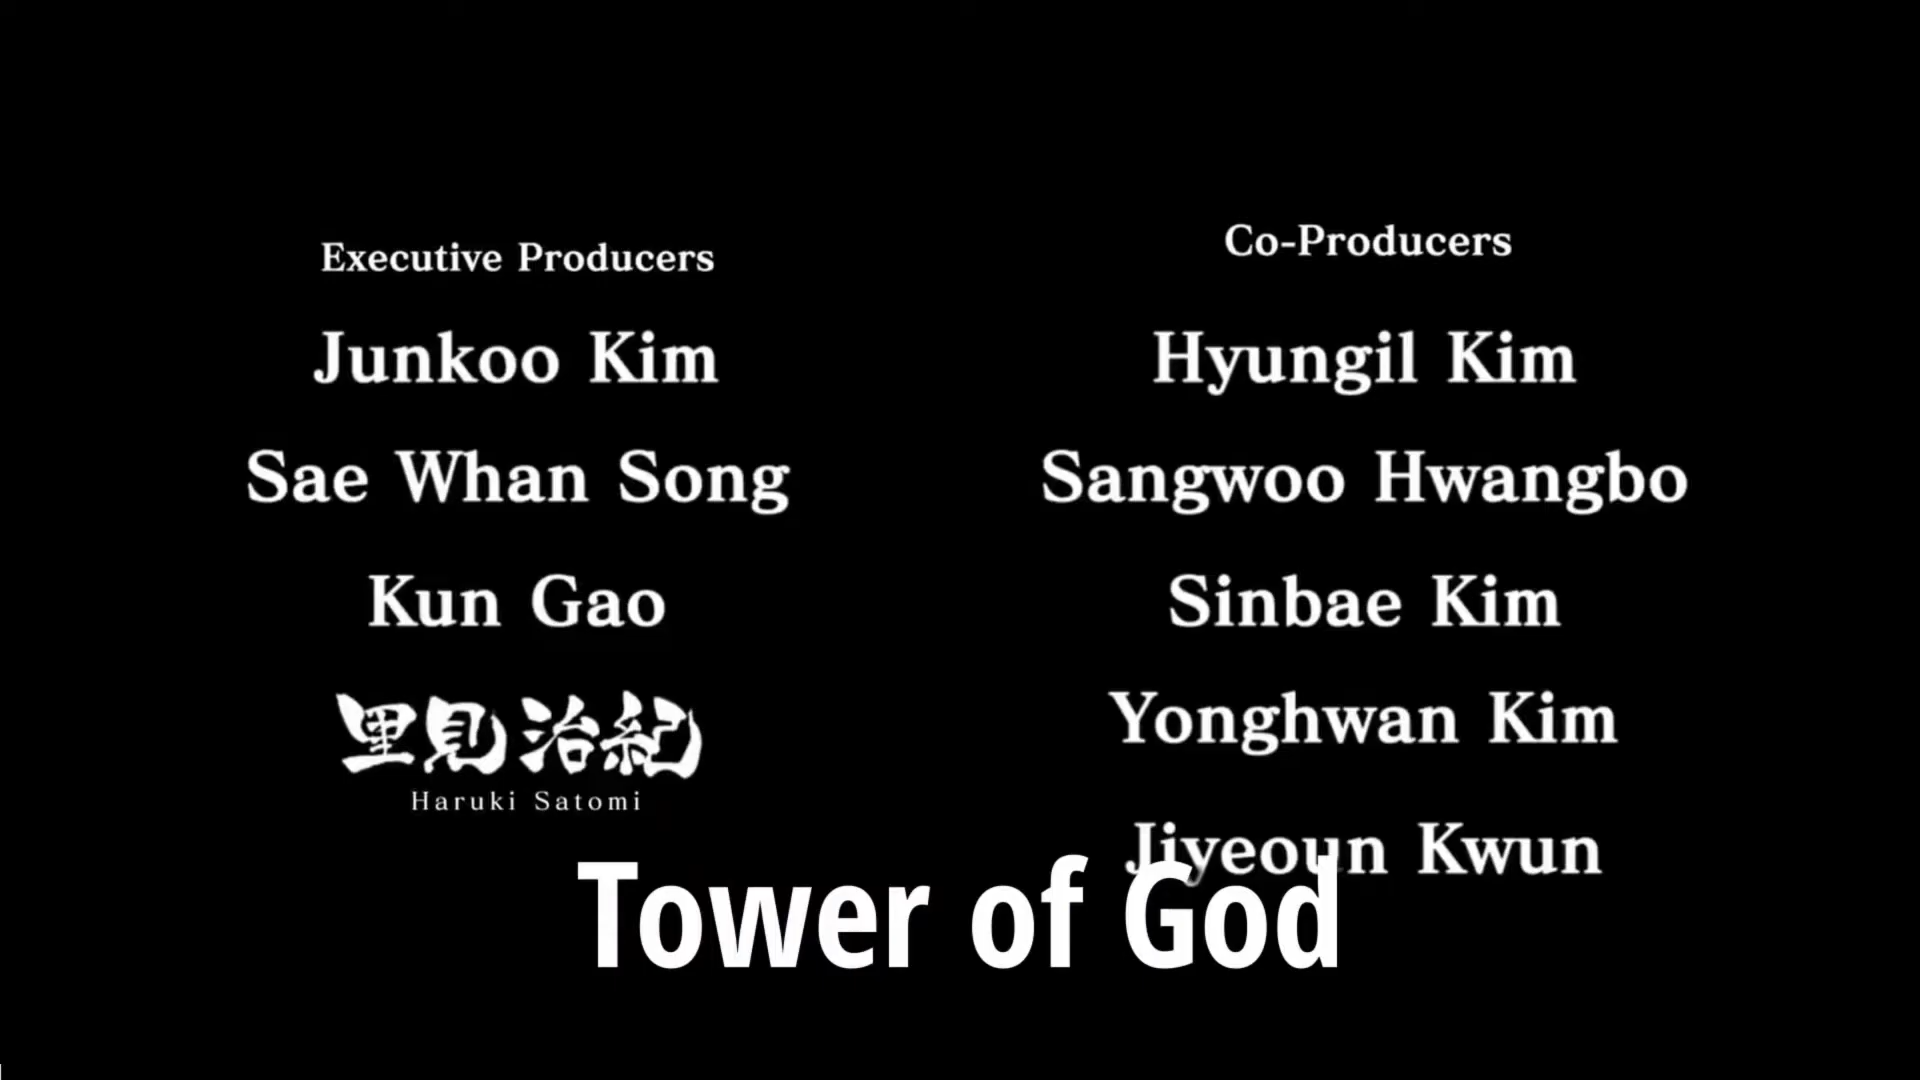 Executive Producers
Junkoo Kim
Sae Whan Song
Kun Gao
里見治紀
Haruki Satomi
Co-Producers
Hyungil Kim
Sangwoo Hwangbo
Sinbae Kim
Yonghwan Kim
Jiyeoun Kwun
Tower of God